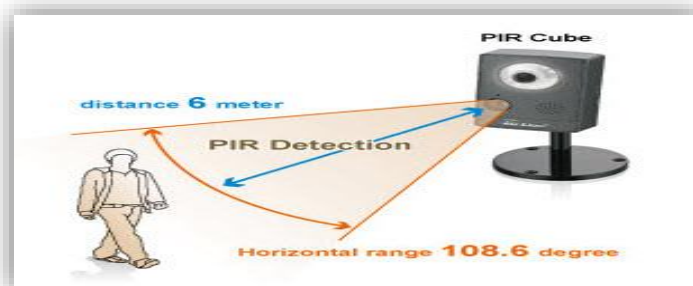 PIR Cube
distance 6 meter
PIR Detection
Horizontal range 108.6 degree